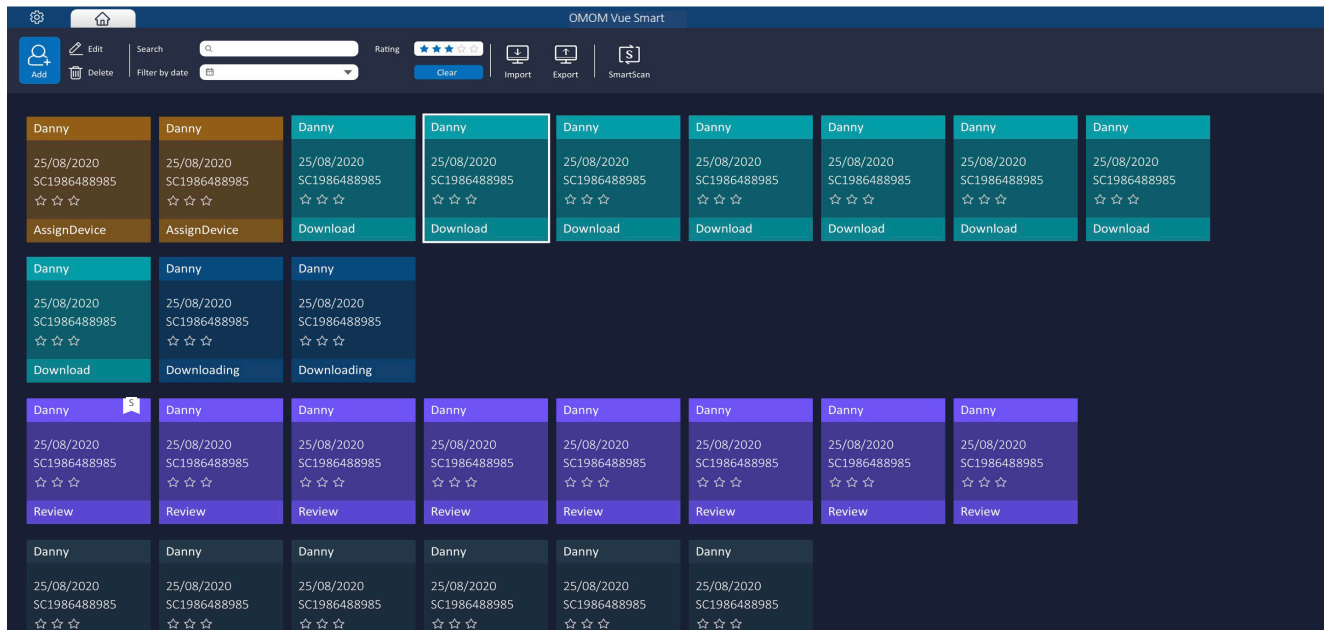 OMOM Vue Smart
Add
Edit
Delete
Search
Filter by date
Rating
Clear
Import
Export
S
SmartScan
Danny Danny Danny Danny Danny Danny Danny Danny Danny
25/08/2020 25/08/2020 25/08/2020 25/08/2020 25/08/2020 25/08/2020 25/08/2020 25/08/2020 25/08/2020
SC1986488985 SC1986488985 SC1986488985 SC1986488985 SC1986488985 SC1986488985 SC1986488985 SC1986488985 SC1986488985
AssignDevice AssignDevice Download Download Download Download Download Download Download
Danny Danny Danny
25/08/2020 25/08/2020 25/08/2020
SC1986488985 SC1986488985 SC1986488985
Download Downloading Downloading
Danny S Danny Danny Danny Danny Danny Danny Danny
25/08/2020 25/08/2020 25/08/2020 25/08/2020 25/08/2020 25/08/2020 25/08/2020 25/08/2020
SC1986488985 SC1986488985 SC1986488985 SC1986488985 SC1986488985 SC1986488985 SC1986488985 SC1986488985
Review Review Review Review Review Review Review Review
Danny Danny Danny Danny Danny Danny
25/08/2020 25/08/2020 25/08/2020 25/08/2020 25/08/2020 25/08/2020
SC1986488985 SC1986488985 SC1986488985 SC1986488985 SC1986488985 SC1986488985